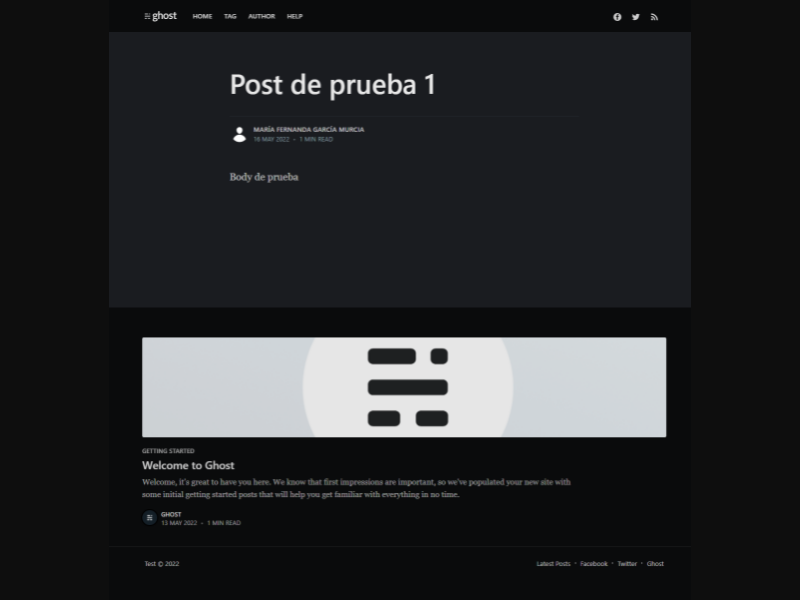 ghost HOME TAG AUTHOR HELP
Post de prueba 1
MARÍA FERNANDA GARCÍA MURCIA
16 MAY 2022 • 1 MIN READ
Body de prueba
GETTING STARTED
Welcome to Ghost
Welcome, it's great to have you here. We know that first impressions are important, so we've populated your new site with
some initial getting started posts that will help you get familiar with everything in no time.
GHOST
13 MAY 2022 • 1 MIN READ
Test © 2022 Latest Posts • Facebook • Twitter • Ghost